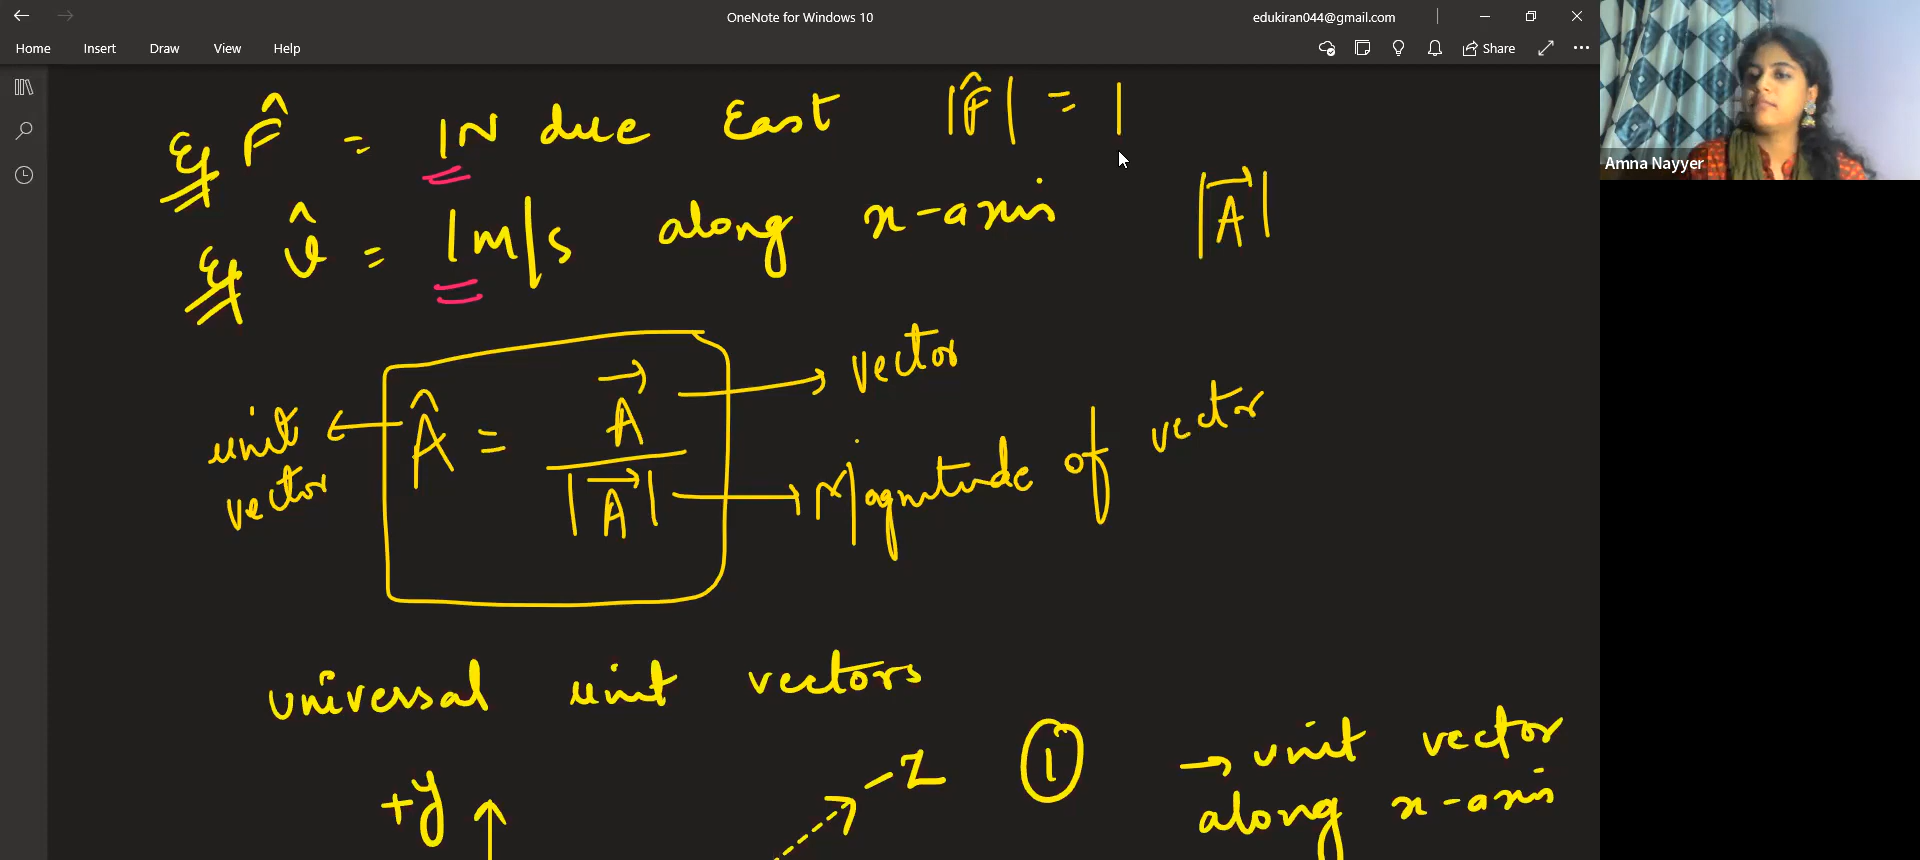 OneNote for Windows 10
edukiran044@gmail.com
Home Insert Draw View Help
Share
Eg F̂ = 1N due East |F̂| = 1
Amna Nayyer
Eg v̂ = 1m/s along x-axis |A⃗|
unit vector ← Â = A⃗ / |A⃗|
→ vector
→ Magnitude of vector
universal unit vectors
+y
-z
① → unit vector
along x-axis